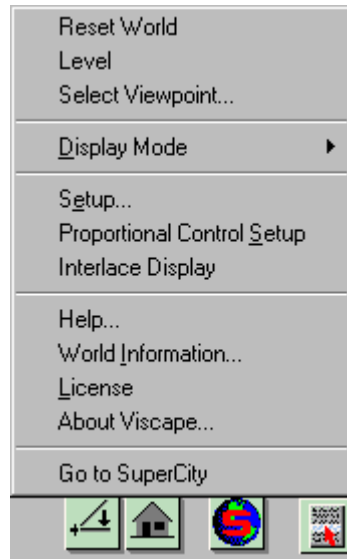 Reset World
Level
Select Viewpoint...
Display Mode
Setup...
Proportional Control Setup
Interlace Display
Help...
World Information...
License
About Viscape...
Go to SuperCity
S